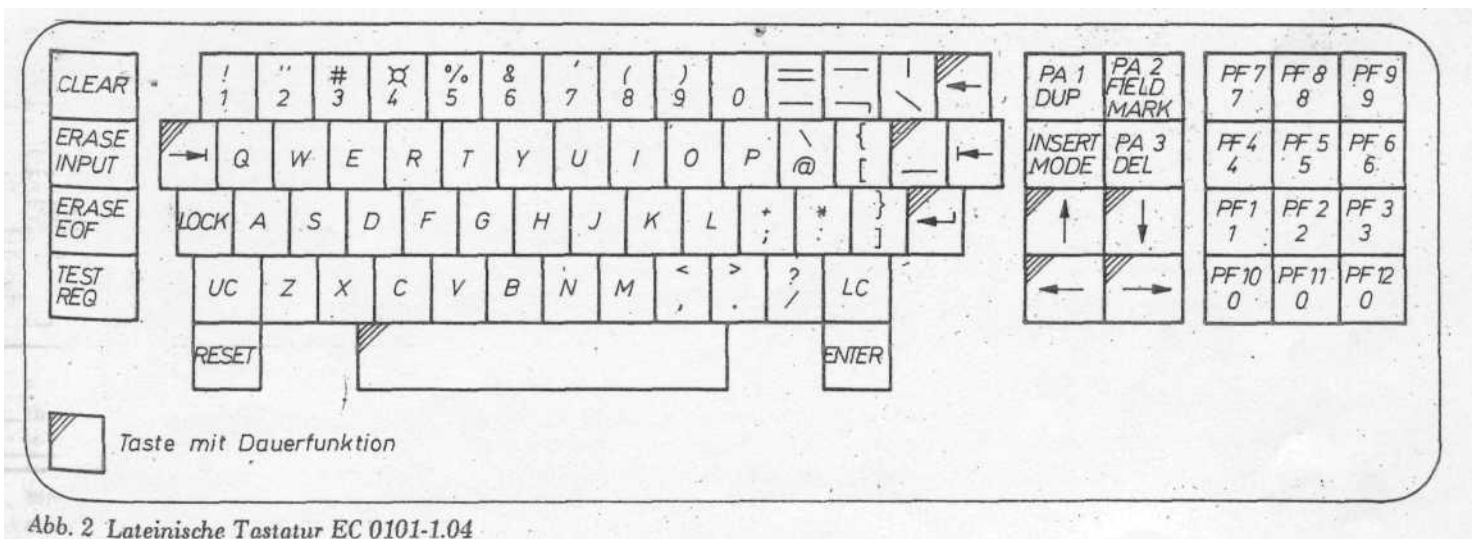 CLEAR
ERASE
INPUT
ERASE
EOF
TEST
REQ
! " # ¤ % & ' ( ) = — |
1 2 3 4 5 6 7 8 9 0 — ¬ \ ←
→| Q W E R T Y U I O P \ { _ |←
@ [
LOCK A S D F G H J K L + * } ↵
; : ]
UC Z X C V B N M < > ? LC
, . /
RESET ENTER
PA 1 PA 2
DUP FIELD
MARK
INSERT PA 3
MODE DEL
↑ ↓
← →
PF 7 PF 8 PF 9
7 8 9
PF 4 PF 5 PF 6
4 5 6
PF 1 PF 2 PF 3
1 2 3
PF 10 PF 11 PF 12
0 0 0
Taste mit Dauerfunktion
Abb. 2 Lateinische Tastatur EC 0101-1.04